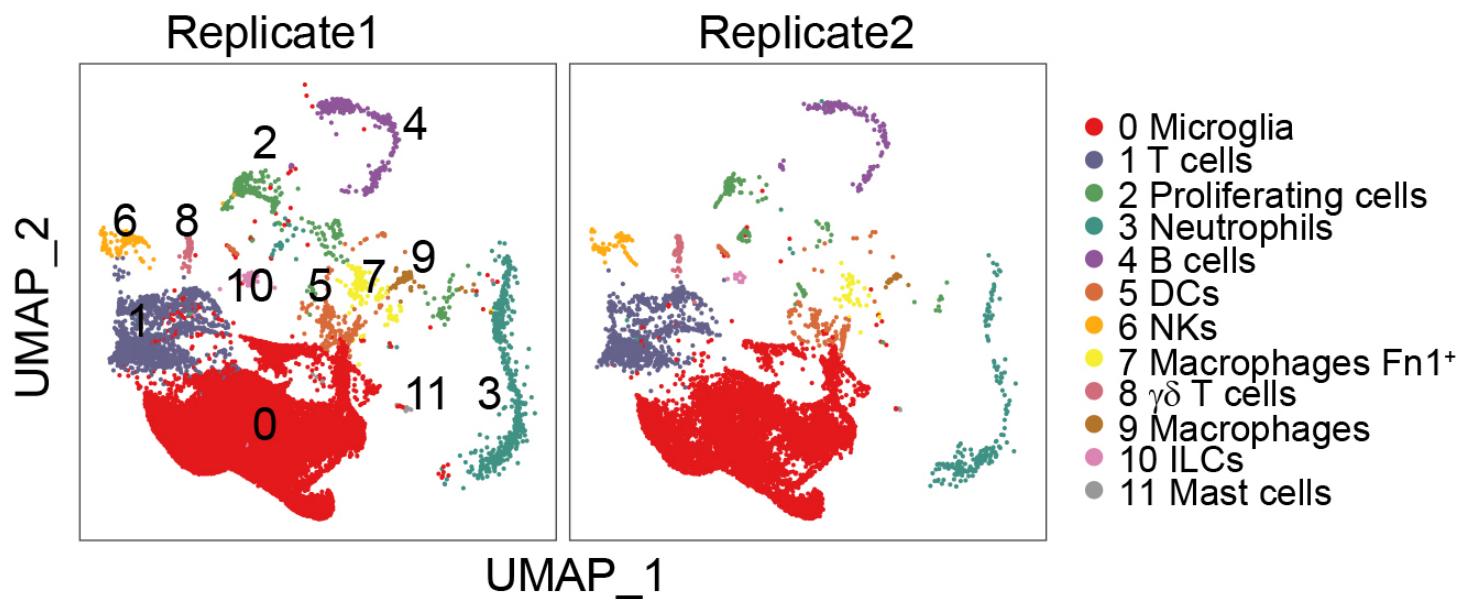 Replicate1
Replicate2
UMAP_2
4
2
6
8
9
10
5
7
1
11
3
0
UMAP_1
0 Microglia
1 T cells
2 Proliferating cells
3 Neutrophils
4 B cells
5 DCs
6 NKs
7 Macrophages Fn1⁺
8 γδ T cells
9 Macrophages
10 ILCs
11 Mast cells